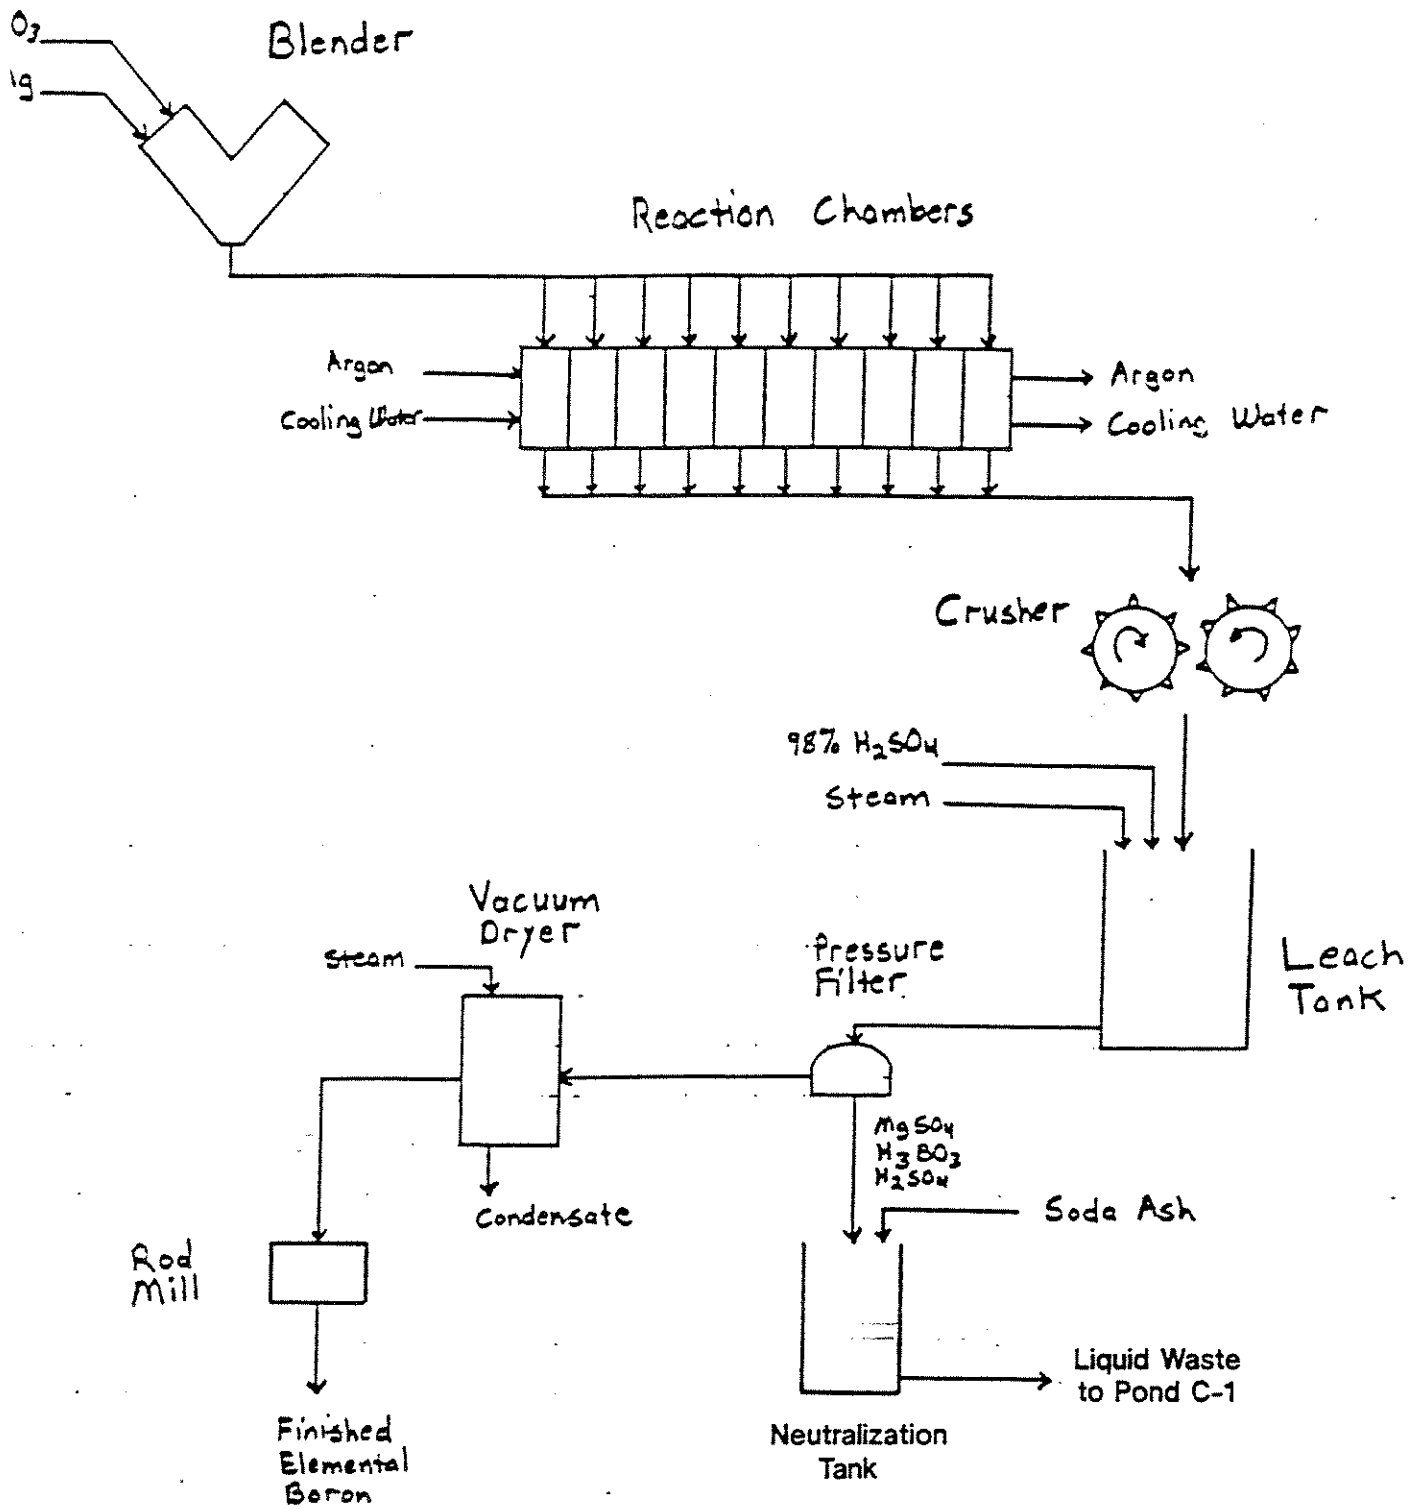 O₃
Blender
g
Reaction Chambers
Argon
Argon
Cooling Water
Cooling Water
Crusher
98% H₂SO₄
Steam
Vacuum
Dryer
Steam
Pressure
Filter
Leach
Tank
MgSO₄
H₃BO₃
H₂SO₄
Condensate
Soda Ash
Rod
Mill
Liquid Waste
to Pond C-1
Finished
Elemental
Boron
Neutralization
Tank